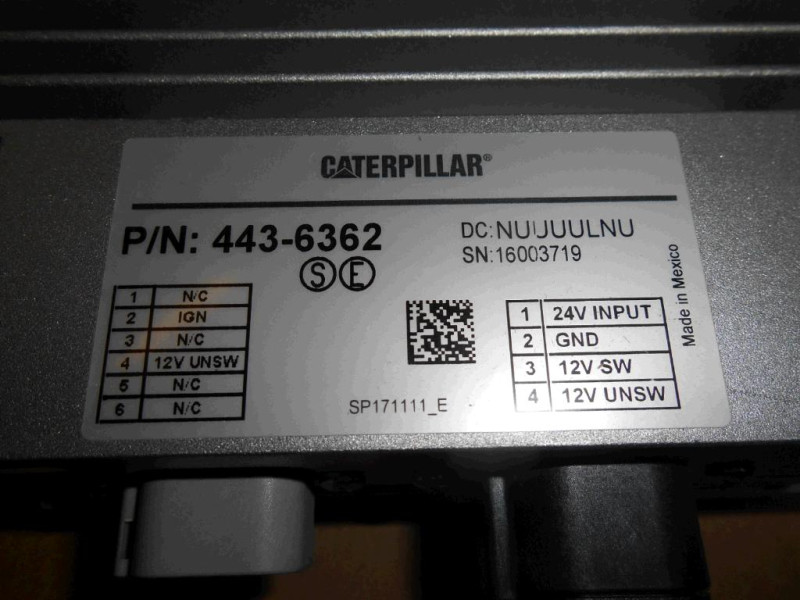 CATERPILLAR®
P/N: 443-6362
DC: NUIJUULNU
SN:16003719
S E
1 N/C
2 IGN
3 N/C
4 12V UNSW
5 N/C
6 N/C
SP171111_E
1 24V INPUT
2 GND
3 12V SW
4 12V UNSW
Made in Mexico